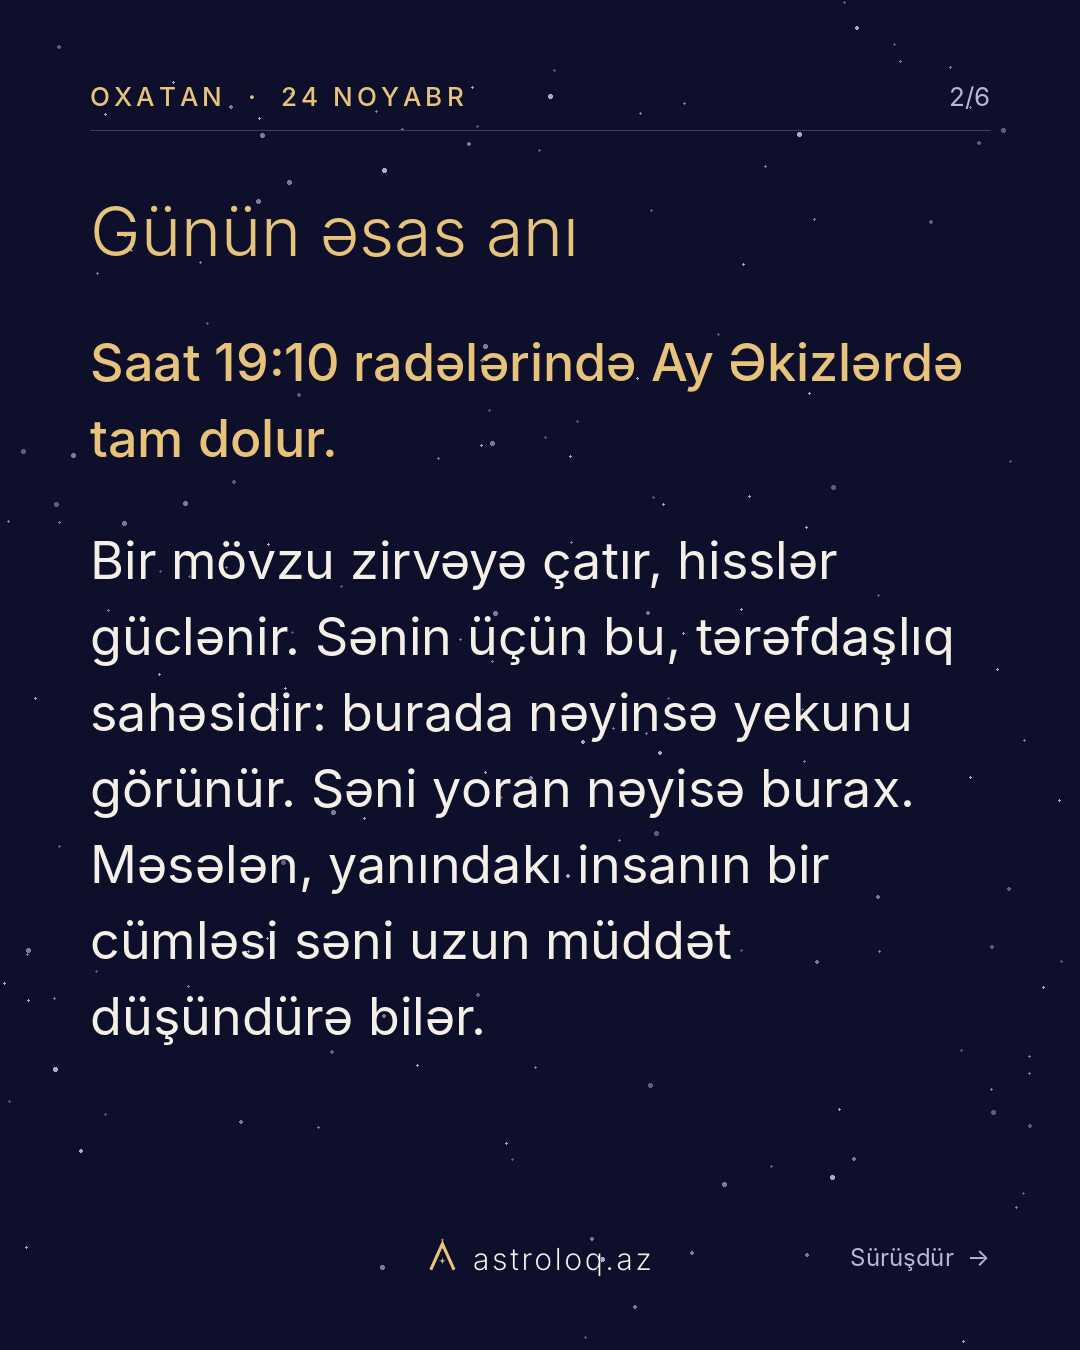 OXATAN · 24 NOYABR
2/6
Günün əsas anı
Saat 19:10 radələrində Ay Əkizlərdə
tam dolur.
Bir mövzu zirvəyə çatır, hisslər
güclənir. Sənin üçün bu, tərəfdaşlıq
sahəsidir: burada nəyinsə yekunu
görünür. Səni yoran nəyisə burax.
Məsələn, yanındakı insanın bir
cümləsi səni uzun müddət
düşündürə bilər.
astroloq.az
Sürüşdür →